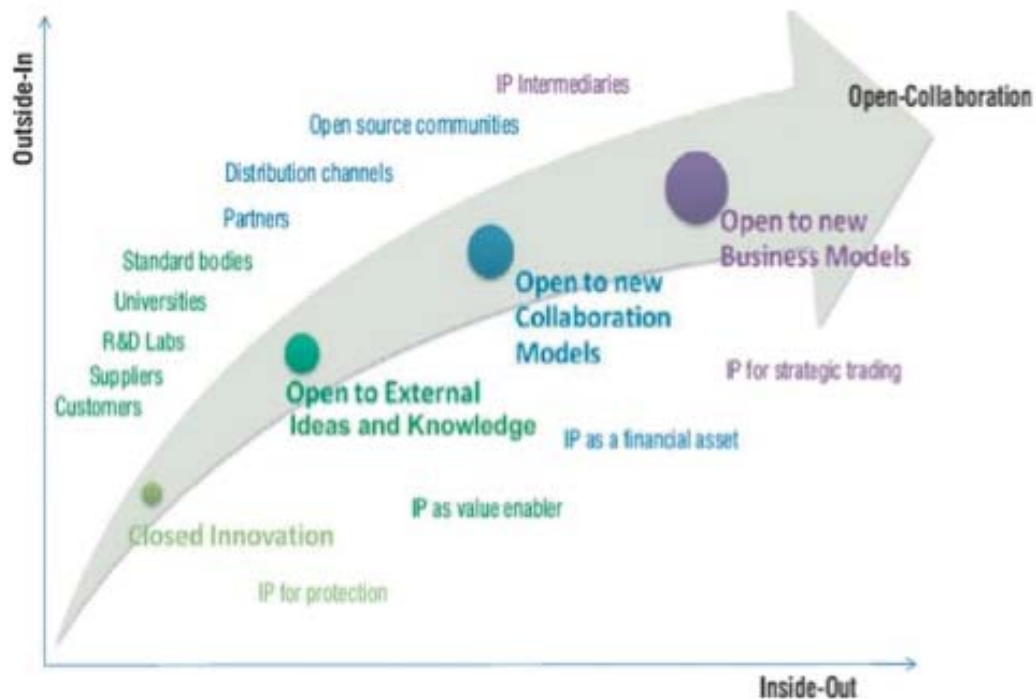 Outside-In
IP Intermediaries
Open-Collaboration
Open source communities
Distribution channels
Partners
Standard bodies
Universities
R&D Labs
Suppliers
Customers
Open to new
Business Models
Open to new
Collaboration
Models
Open to External
Ideas and Knowledge
Closed Innovation
IP for strategic trading
IP as a financial asset
IP as value enabler
IP for protection
Inside-Out